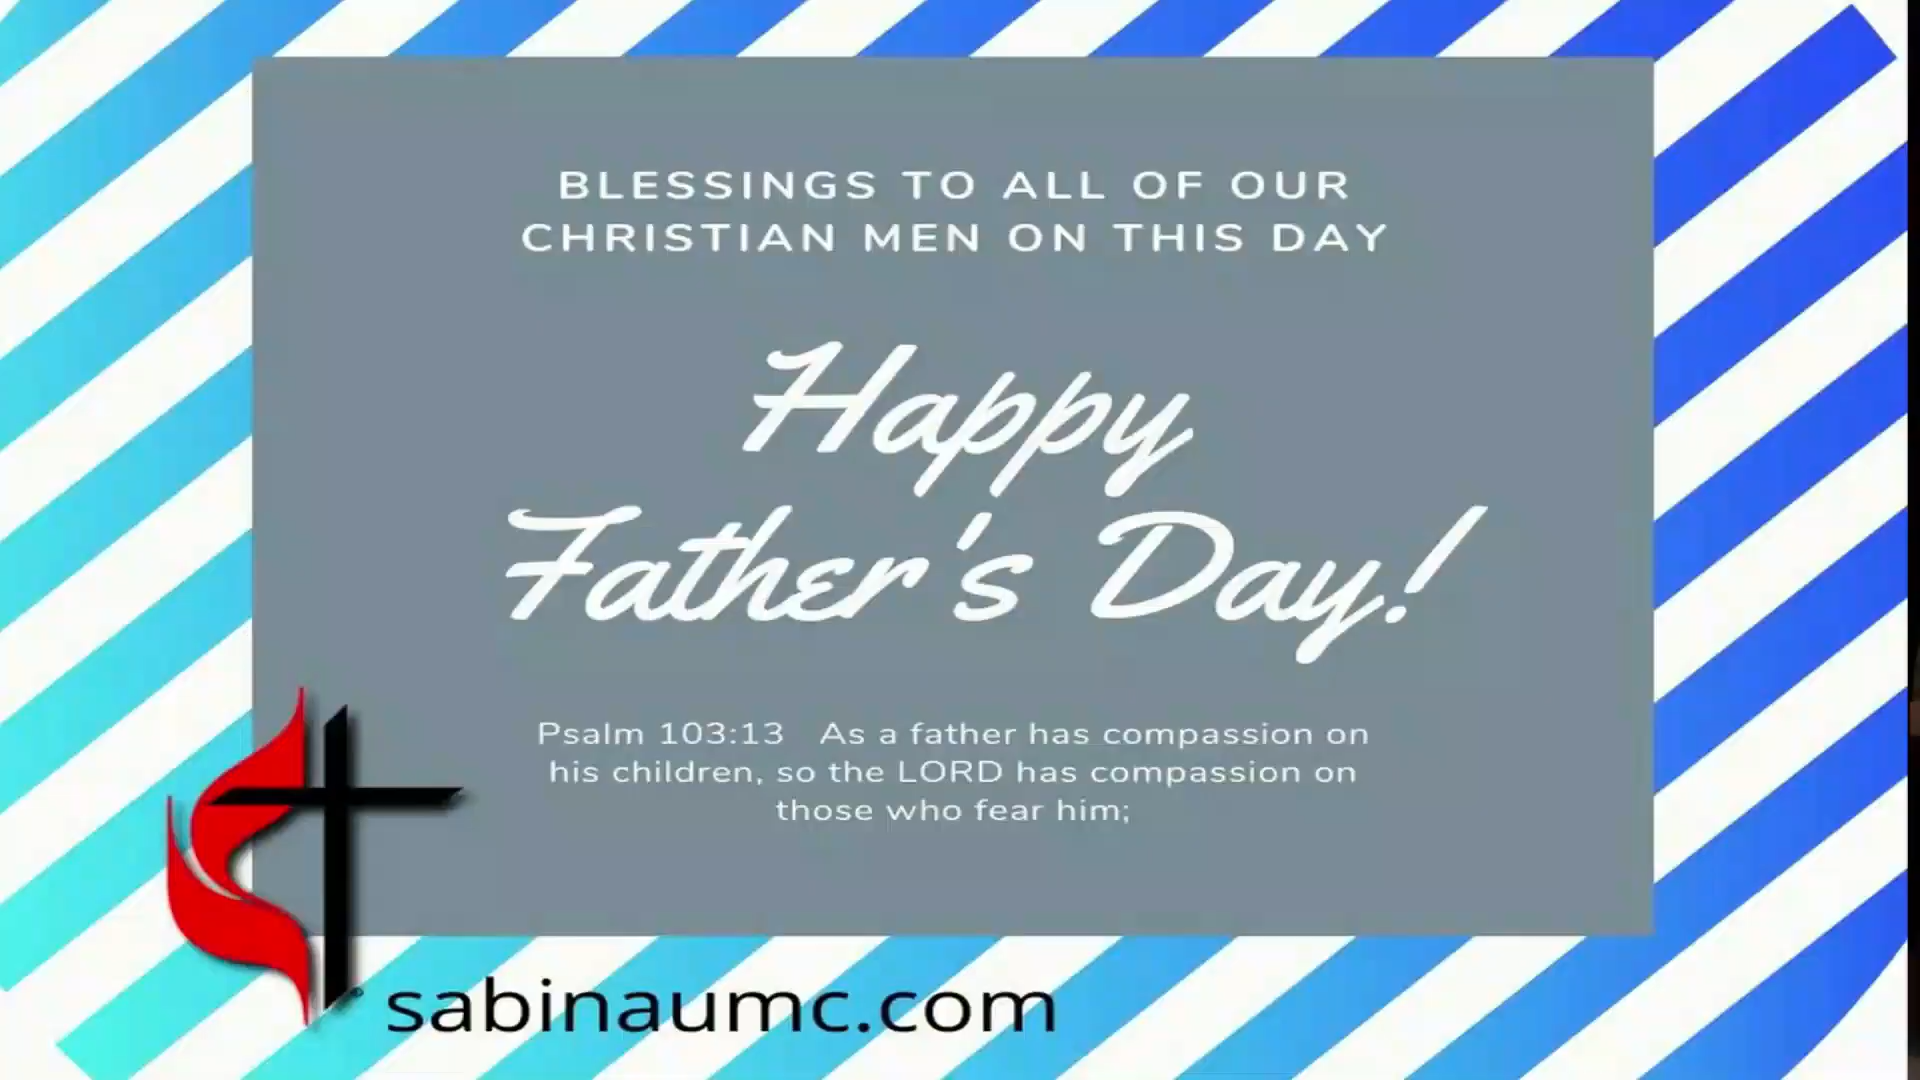 BLESSINGS TO ALL OF OUR
CHRISTIAN MEN ON THIS DAY
Happy
Father's Day!
Psalm 103:13 As a father has compassion on
his children, so the LORD has compassion on
those who fear him;
sabinaumc.com